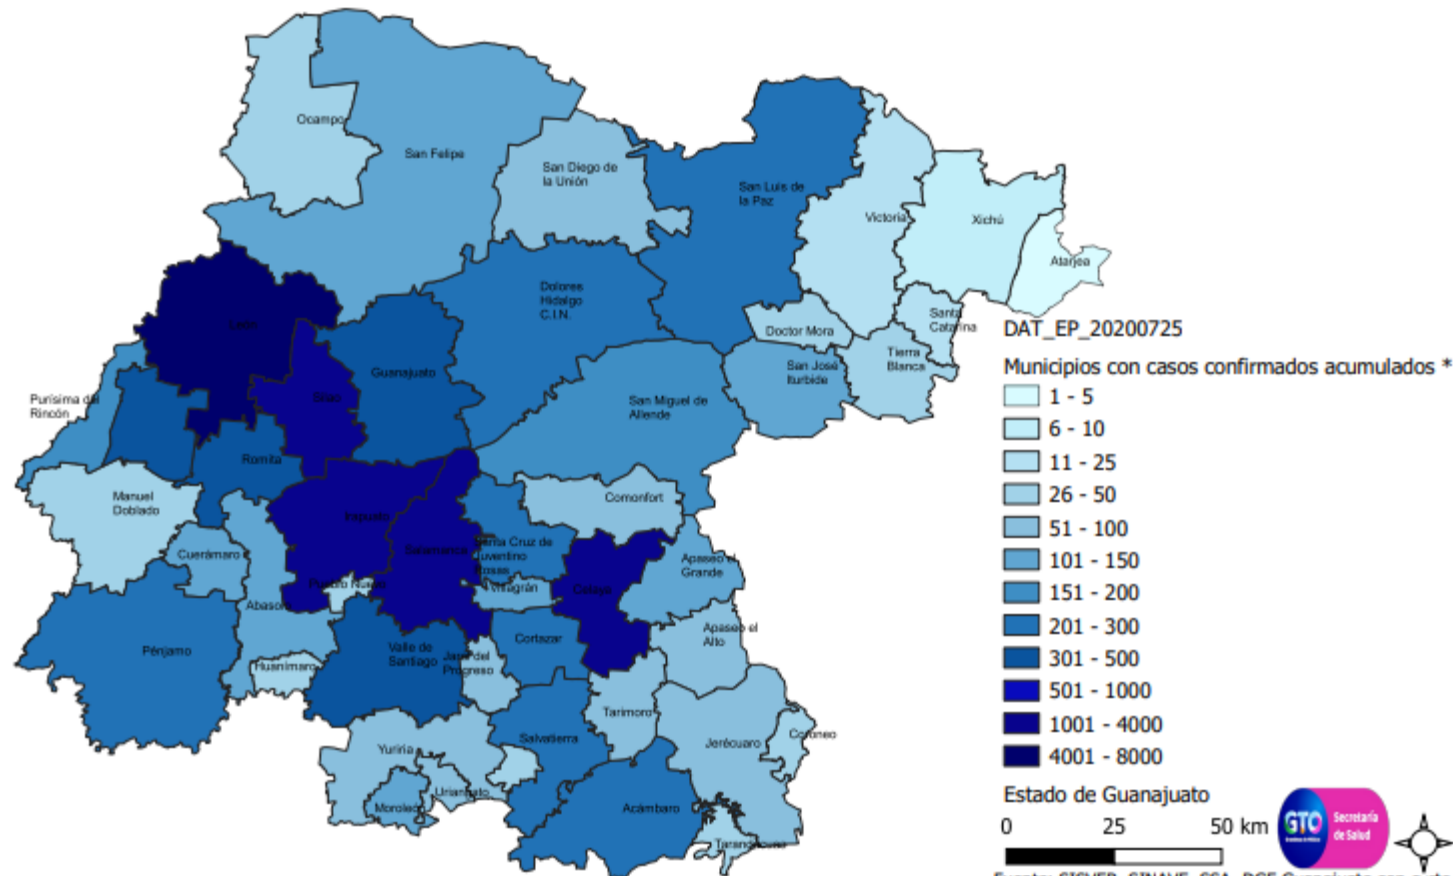 Ocampo
San Felipe
San Diego de
la Unión
San Luis de
la Paz
Victoria
Xichú
Atarjea
León
Dolores
Hidalgo
C.I.N.
Doctor Mora
Santa
Catarina
Tierra
Blanca
San José
Iturbide
Guanajuato
Silao
Purísima del
Rincón
San Miguel de
Allende
Romita
Manuel
Doblado
Comonfort
Irapuato
Salamanca
Santa Cruz de
Juventino
Rosas
Cuerámaro
Apaseo el
Grande
Pueblo Nuevo
Villagrán
Celaya
Abasolo
Apaseo el
Alto
Pénjamo
Valle de
Santiago
Jaral del
Progreso
Cortazar
Huanímaro
Tarimoro
Coroneo
Yuriria
Salvatierra
Jerécuaro
Uriangato
Moroleón
Acámbaro
Tarandacuao
DAT_EP_20200725
Municipios con casos confirmados acumulados *
1 - 5
6 - 10
11 - 25
26 - 50
51 - 100
101 - 150
151 - 200
201 - 300
301 - 500
501 - 1000
1001 - 4000
4001 - 8000
Estado de Guanajuato
0 25 50 km
GTO
Secretaría
de Salud